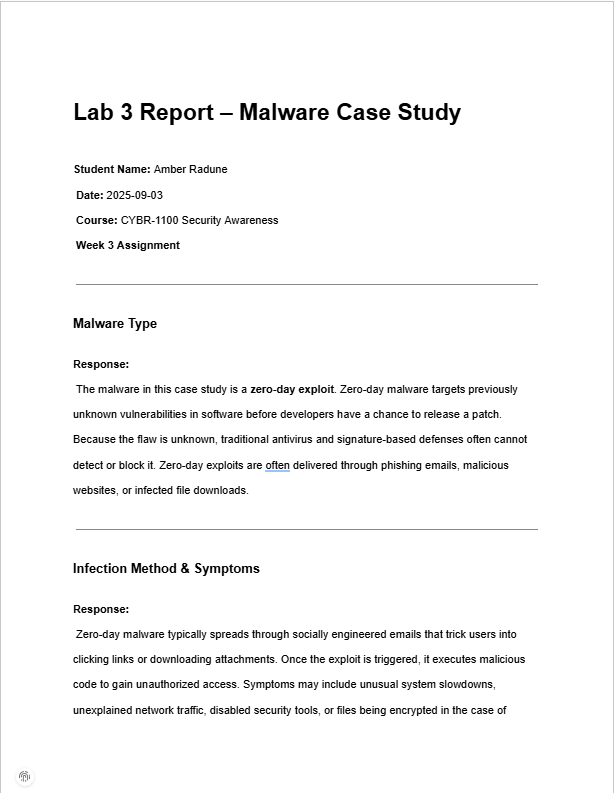 Lab 3 Report – Malware Case Study
Student Name: Amber Radune
Date: 2025-09-03
Course: CYBR-1100 Security Awareness
Week 3 Assignment
Malware Type
Response:
The malware in this case study is a zero-day exploit. Zero-day malware targets previously
unknown vulnerabilities in software before developers have a chance to release a patch.
Because the flaw is unknown, traditional antivirus and signature-based defenses often cannot
detect or block it. Zero-day exploits are often delivered through phishing emails, malicious
websites, or infected file downloads.
Infection Method & Symptoms
Response:
Zero-day malware typically spreads through socially engineered emails that trick users into
clicking links or downloading attachments. Once the exploit is triggered, it executes malicious
code to gain unauthorized access. Symptoms may include unusual system slowdowns,
unexplained network traffic, disabled security tools, or files being encrypted in the case of